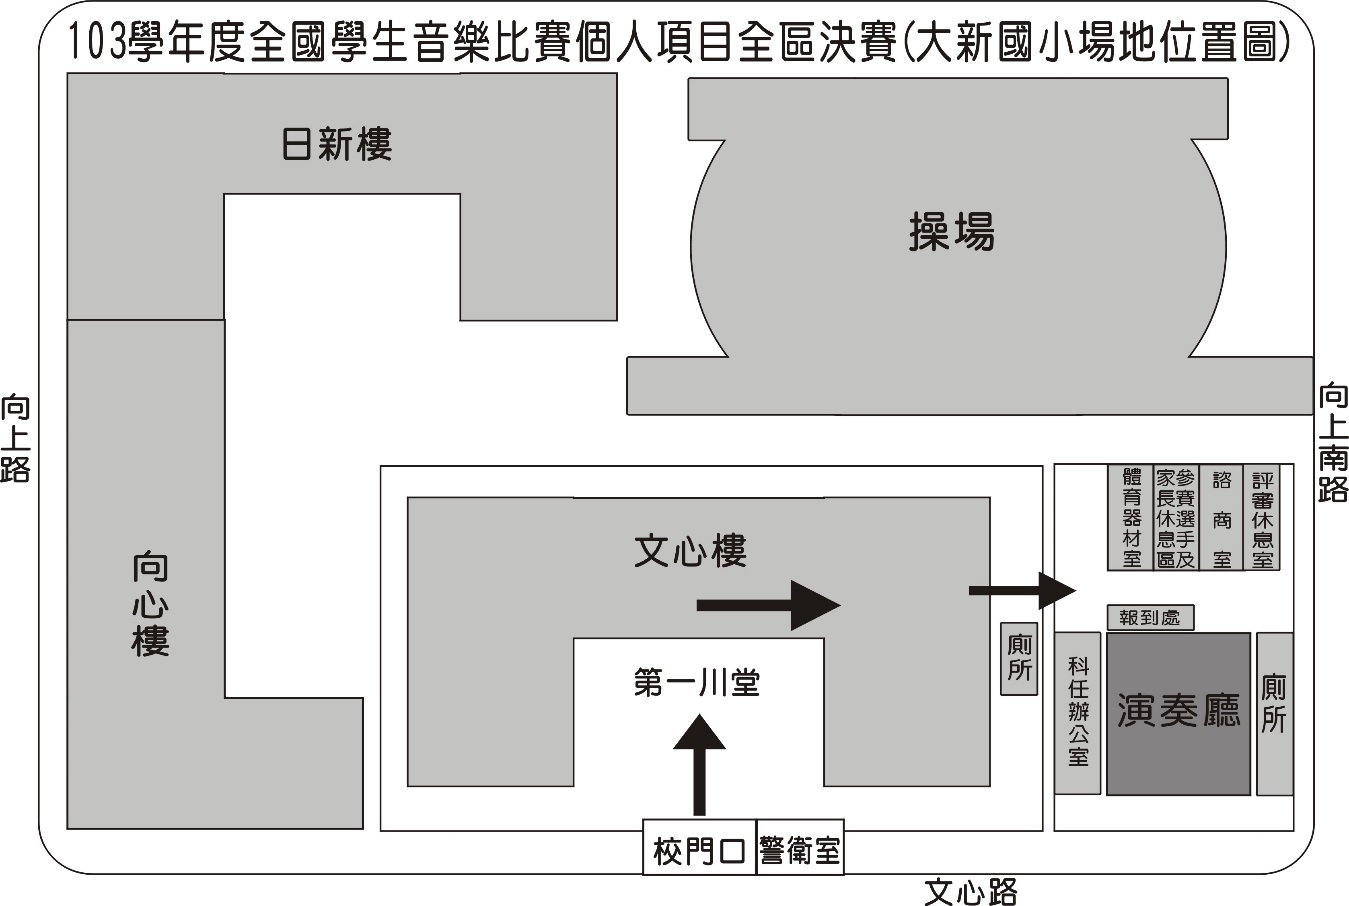 103學年度全國學生音樂比賽個人項目全區決賽(大新國小場地位置圖)
日新樓
操場
向上路
向上南路
向心樓
文心樓
第一川堂
廁所
體育器材室
參賽選手及
家長休息區
諮商室
評審休息室
報到處
科任辦公室
演奏廳
廁所
校門口
警衛室
文心路